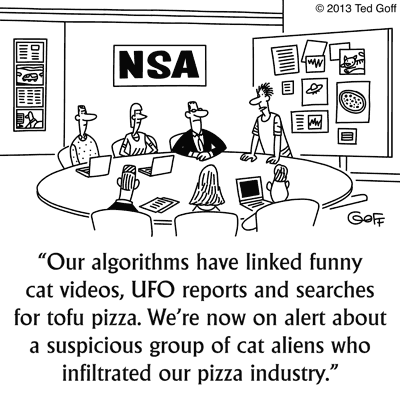 © 2013 Ted Goff
NSA
GOFF
“Our algorithms have linked funny
cat videos, UFO reports and searches
for tofu pizza. We’re now on alert about
a suspicious group of cat aliens who
infiltrated our pizza industry.”